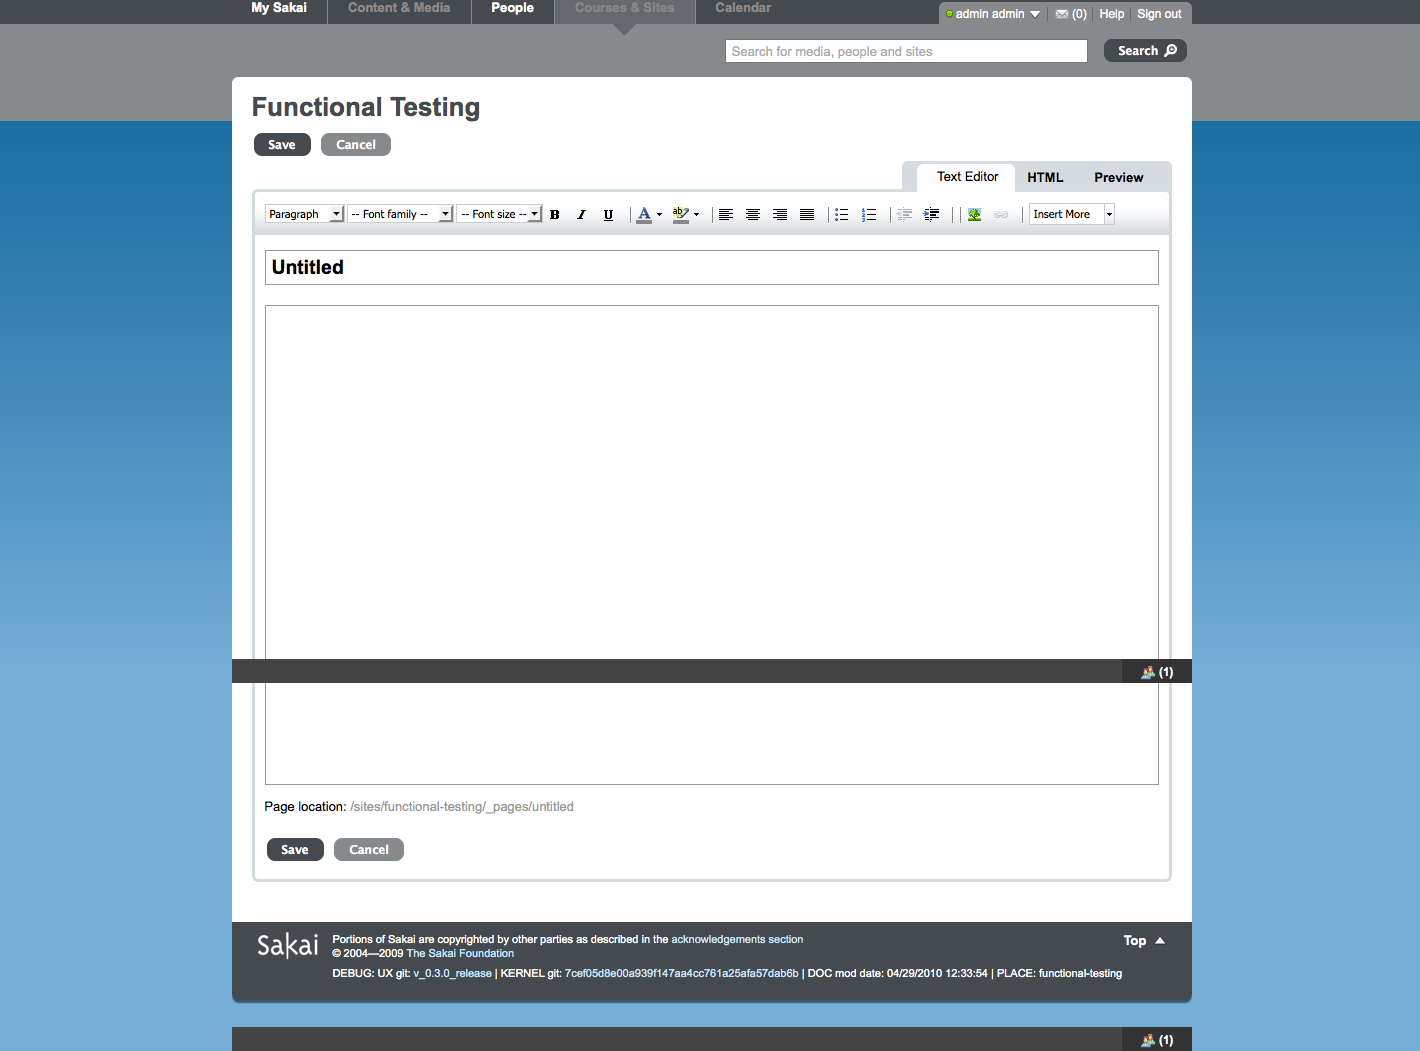 My Sakai Content & Media People Courses & Sites Calendar admin admin (0) Help Sign out
Search for media, people and sites Search
Functional Testing
Save Cancel
Text Editor HTML Preview
Paragraph -- Font family -- -- Font size -- B I U A ab Insert More
Untitled
(1)
Page location: /sites/functional-testing/_pages/untitled
Save Cancel
Sakai Portions of Sakai are copyrighted by other parties as described in the acknowledgements section Top
© 2004—2009 The Sakai Foundation
DEBUG: UX git: v_0.3.0_release | KERNEL git: 7cef05d8e00a939f147aa4cc761a25afa57dab6b | DOC mod date: 04/29/2010 12:33:54 | PLACE: functional-testing
(1)